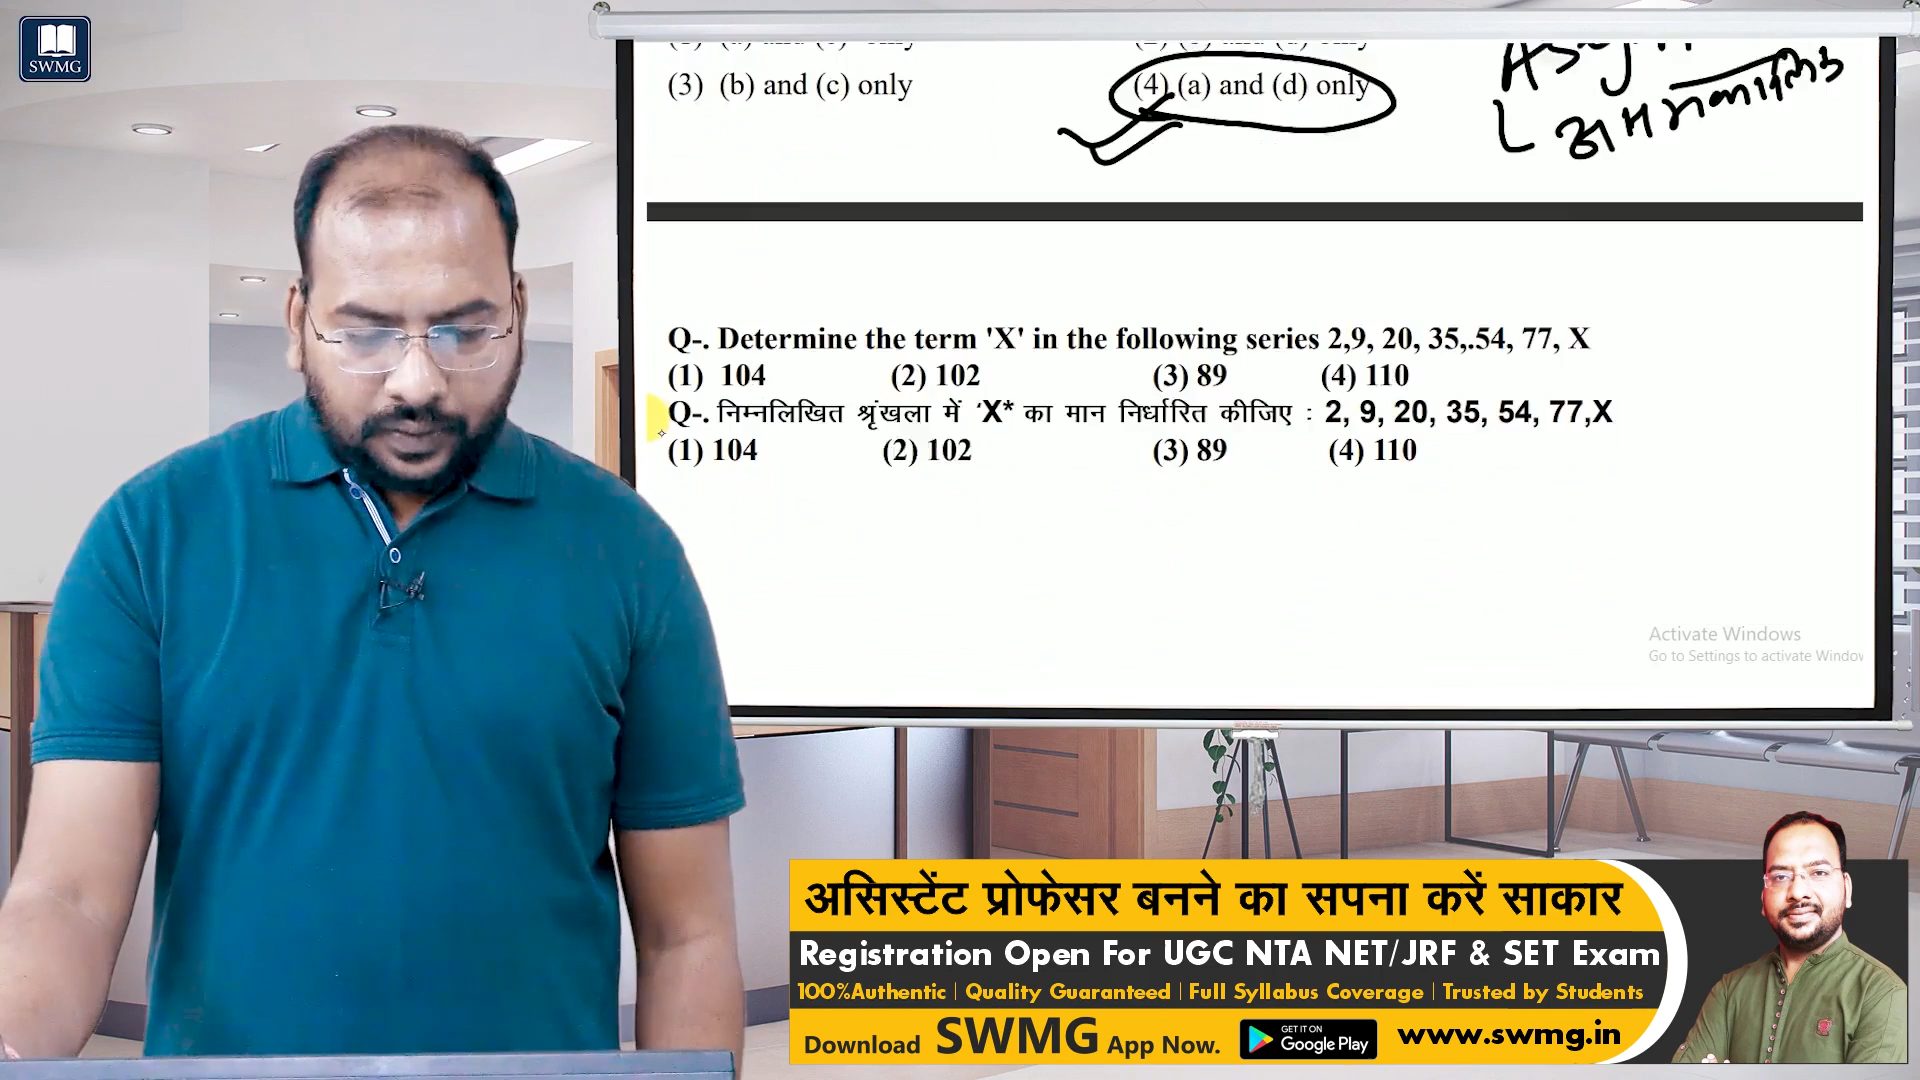 SWMG
(3) (b) and (c) only (4) (a) and (d) only
Q-. Determine the term 'X' in the following series 2,9, 20, 35,.54, 77, X
(1) 104 (2) 102 (3) 89 (4) 110
Q-. निम्नलिखित श्रृंखला में ‘X* का मान निर्धारित कीजिए : 2, 9, 20, 35, 54, 77,X
(1) 104 (2) 102 (3) 89 (4) 110
Activate Windows
Go to Settings to activate Window
असिस्टेंट प्रोफेसर बनने का सपना करें साकार
Registration Open For UGC NTA NET/JRF & SET Exam
100%Authentic | Quality Guaranteed | Full Syllabus Coverage | Trusted by Students
Download SWMG App Now. GET IT ON Google Play www.swmg.in